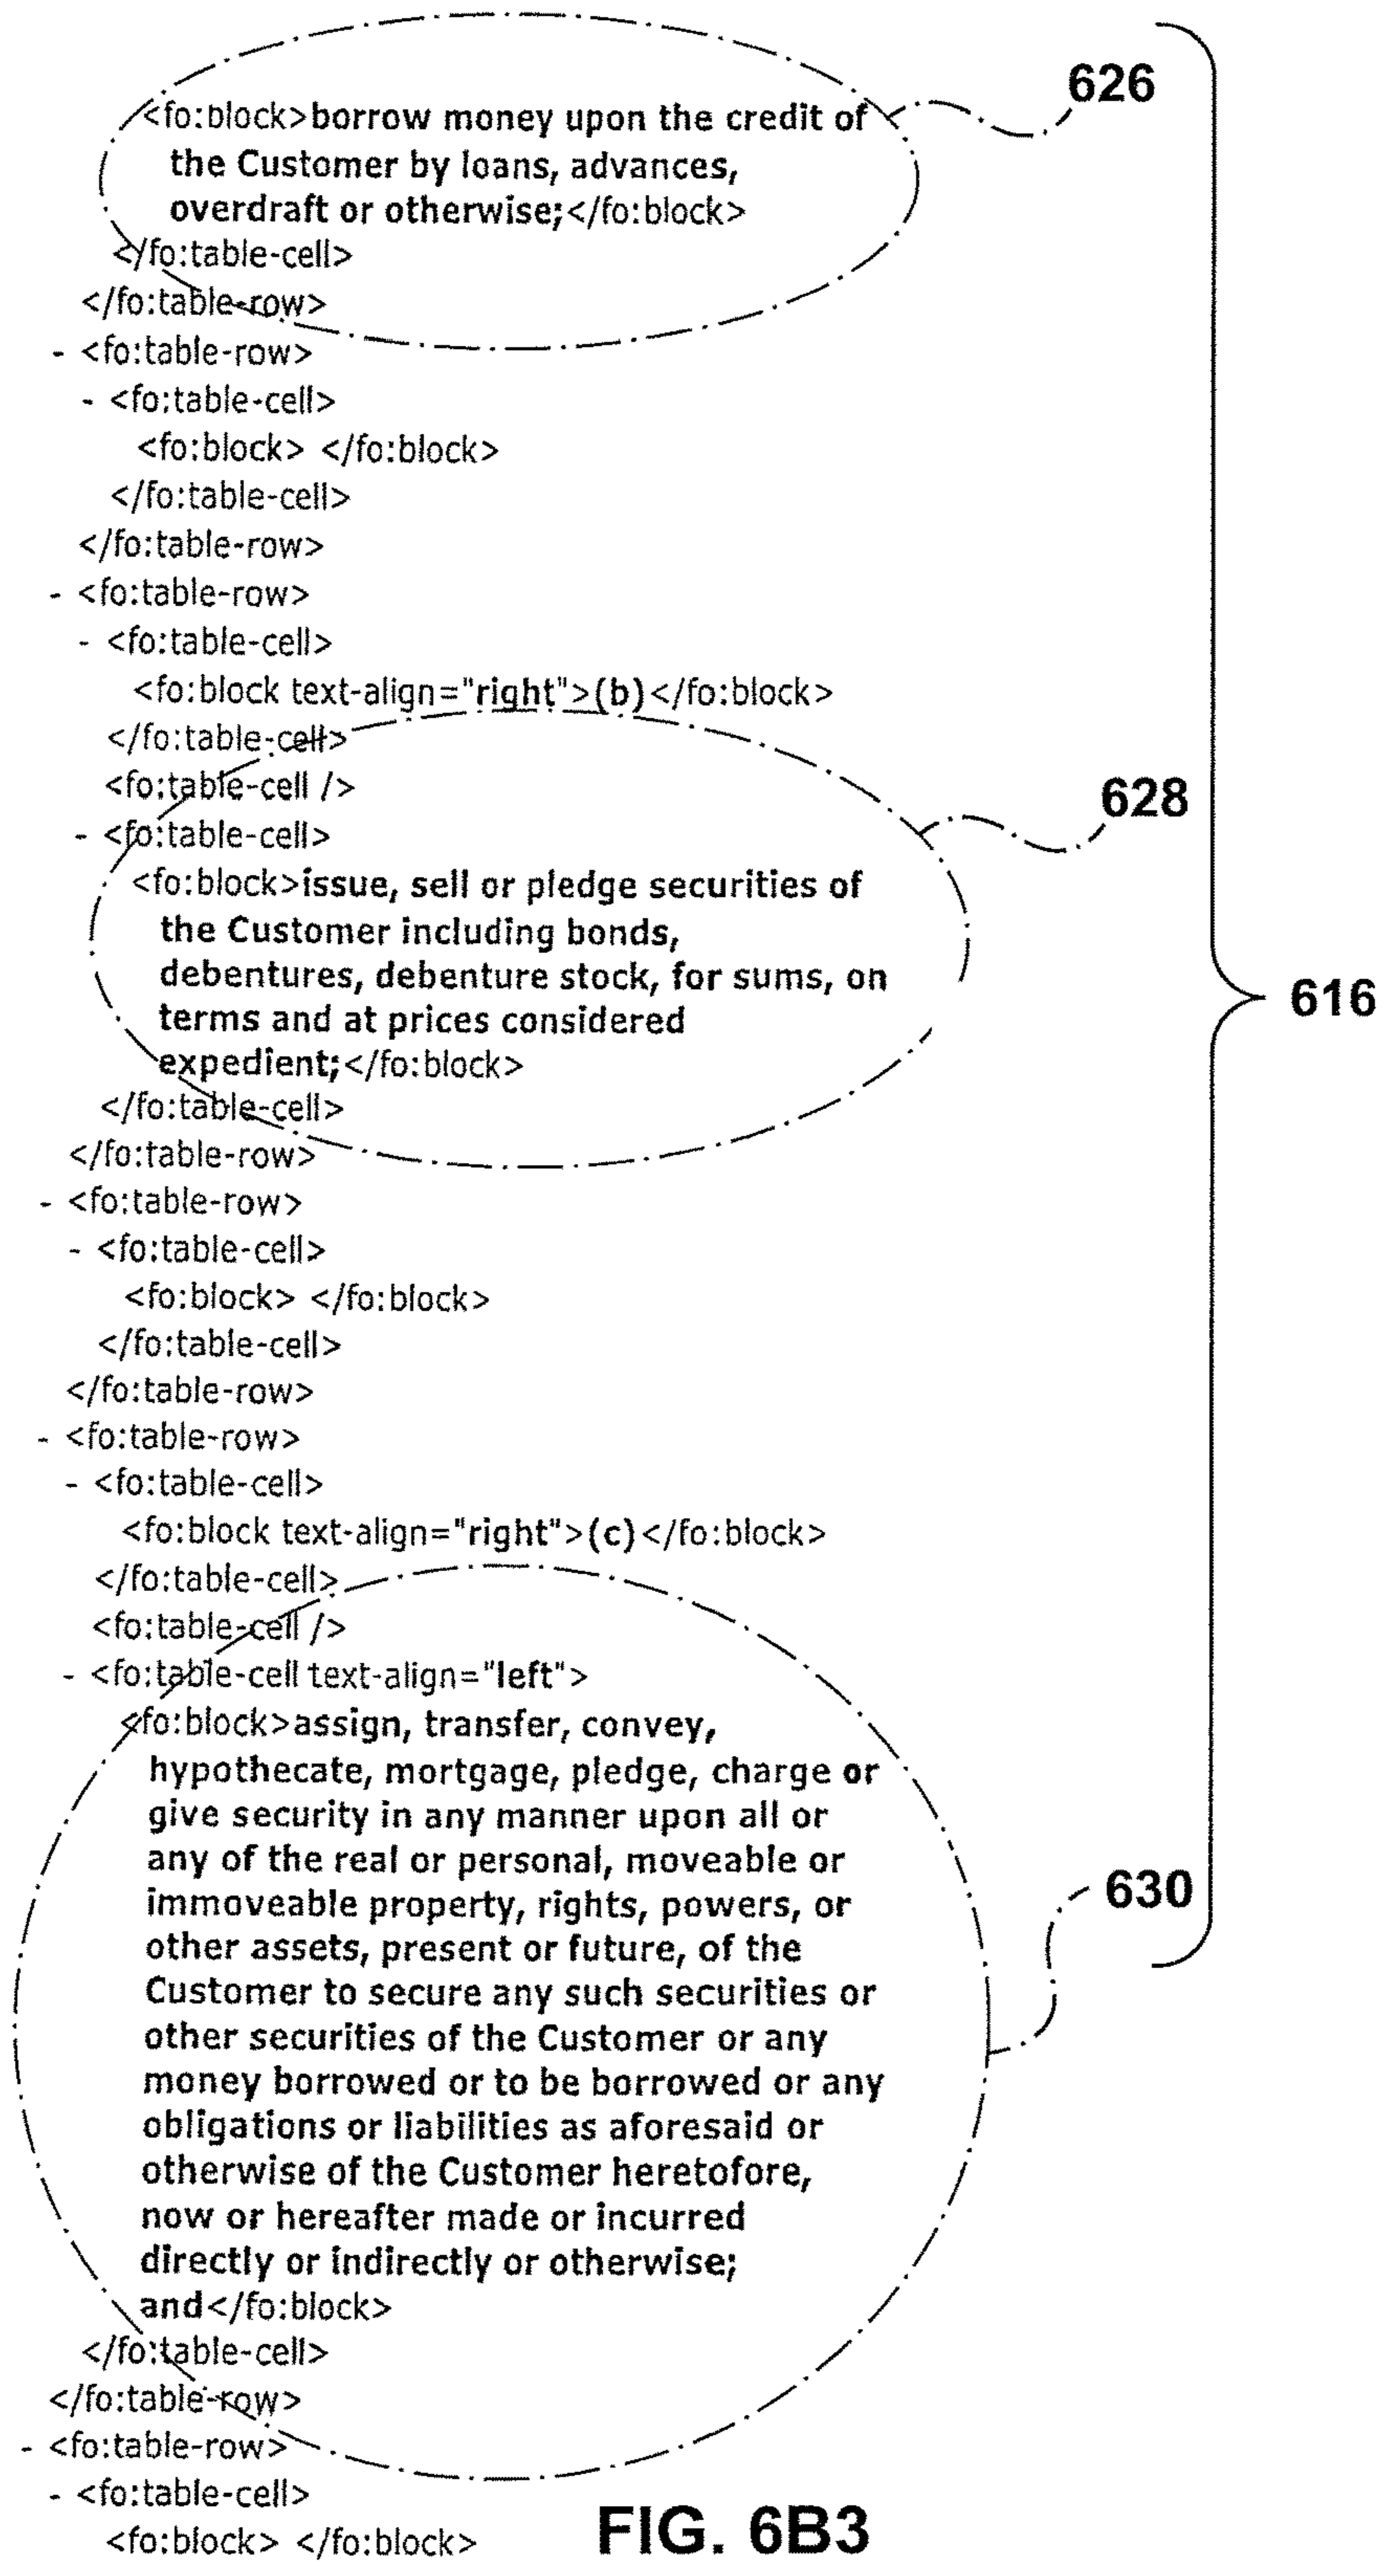 626
<fo:block>borrow money upon the credit of
the Customer by loans, advances,
overdraft or otherwise;</fo:block>
</fo:table-cell>
</fo:table-row>
- <fo:table-row>
- <fo:table-cell>
<fo:block> </fo:block>
</fo:table-cell>
</fo:table-row>
- <fo:table-row>
- <fo:table-cell>
<fo:block text-align="right">(b)</fo:block>
</fo:table-cell>
<fo:table-cell />
628
- <fo:table-cell>
<fo:block>issue, sell or pledge securities of
the Customer including bonds,
debentures, debenture stock, for sums, on
616
terms and at prices considered
expedient;</fo:block>
</fo:table-cell>
</fo:table-row>
- <fo:table-row>
- <fo:table-cell>
<fo:block> </fo:block>
</fo:table-cell>
</fo:table-row>
- <fo:table-row>
- <fo:table-cell>
<fo:block text-align="right">(c)</fo:block>
</fo:table-cell>
<fo:table-cell />
- <fo:table-cell text-align="left">
<fo:block>assign, transfer, convey,
hypothecate, mortgage, pledge, charge or
give security in any manner upon all or
any of the real or personal, moveable or
630
immoveable property, rights, powers, or
other assets, present or future, of the
Customer to secure any such securities or
other securities of the Customer or any
money borrowed or to be borrowed or any
obligations or liabilities as aforesaid or
otherwise of the Customer heretofore,
now or hereafter made or incurred
directly or indirectly or otherwise;
and</fo:block>
</fo:table-cell>
</fo:table-row>
- <fo:table-row>
- <fo:table-cell>
<fo:block> </fo:block>
FIG. 6B3